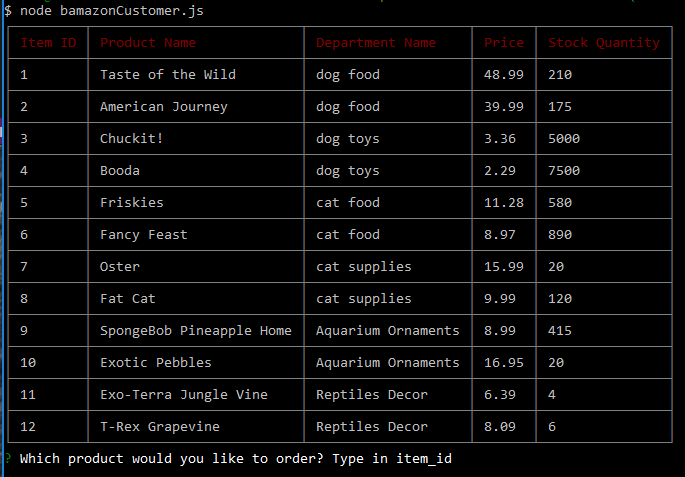 $ node bamazonCustomer.js
Item ID Product Name Department Name Price Stock Quantity
1 Taste of the Wild dog food 48.99 210
2 American Journey dog food 39.99 175
3 Chuckit! dog toys 3.36 5000
4 Booda dog toys 2.29 7500
5 Friskies cat food 11.28 580
6 Fancy Feast cat food 8.97 890
7 Oster cat supplies 15.99 20
8 Fat Cat cat supplies 9.99 120
9 SpongeBob Pineapple Home Aquarium Ornaments 8.99 415
10 Exotic Pebbles Aquarium Ornaments 16.95 20
11 Exo-Terra Jungle Vine Reptiles Decor 6.39 4
12 T-Rex Grapevine Reptiles Decor 8.09 6
? Which product would you like to order? Type in item_id